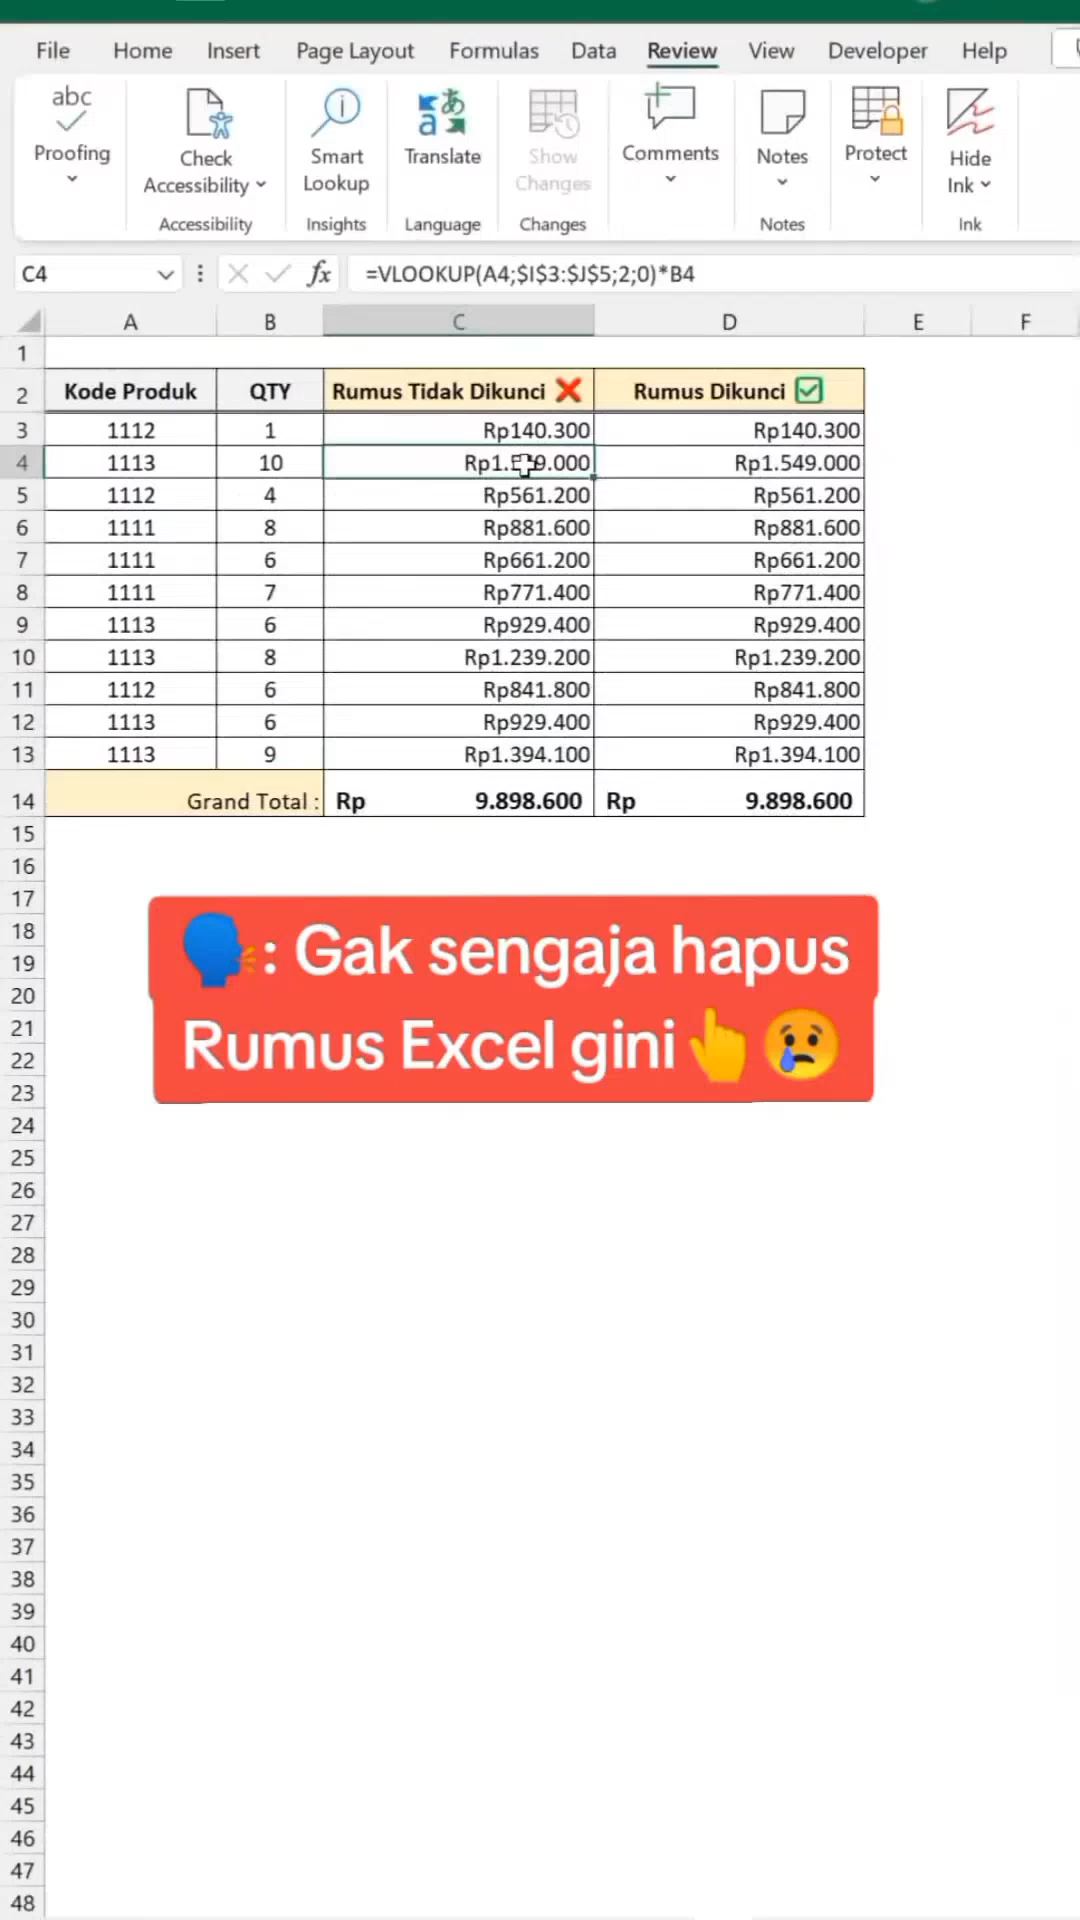 File Home Insert Page Layout Formulas Data Review View Developer Help
abc
Proofing
Check
Accessibility
Accessibility
Smart
Lookup
Insights
Translate
Language
Show
Changes
Changes
Comments
Notes
Notes
Protect
Hide
Ink
Ink
C4 fx =VLOOKUP(A4;$I$3:$J$5;2;0)*B4
A B C D E F
1
2 Kode Produk QTY Rumus Tidak Dikunci ❌ Rumus Dikunci ✅
3 1112 1 Rp140.300 Rp140.300
4 1113 10 Rp1.549.000
5 1112 4 Rp561.200 Rp561.200
6 1111 8 Rp881.600 Rp881.600
7 1111 6 Rp661.200 Rp661.200
8 1111 7 Rp771.400 Rp771.400
9 1113 6 Rp929.400 Rp929.400
10 1113 8 Rp1.239.200 Rp1.239.200
11 1112 6 Rp841.800 Rp841.800
12 1113 6 Rp929.400 Rp929.400
13 1113 9 Rp1.394.100 Rp1.394.100
14 Grand Total : Rp 9.898.600 Rp 9.898.600
15
16
17
18
19
20
21
22
23
24
25
26
27
28
29
30
31
32
33
34
35
36
37
38
39
40
41
42
43
44
45
46
47
48
🗣️: Gak sengaja hapus
Rumus Excel gini👆😢